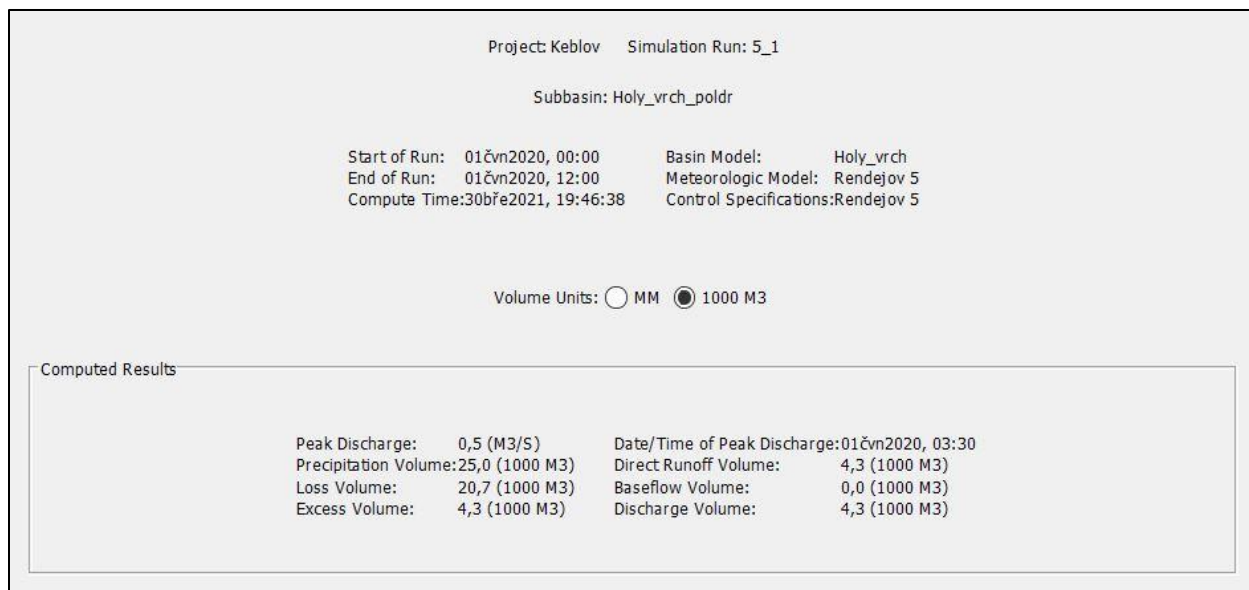 Project: Keblov Simulation Run: 5_1
Subbasin: Holy_vrch_poldr
Start of Run: 01čvn2020, 00:00 Basin Model: Holy_vrch
End of Run: 01čvn2020, 12:00 Meteorologic Model: Rendejov 5
Compute Time:30bře2021, 19:46:38 Control Specifications:Rendejov 5
Volume Units: MM 1000 M3
Computed Results
Peak Discharge: 0,5 (M3/S) Date/Time of Peak Discharge:01čvn2020, 03:30
Precipitation Volume:25,0 (1000 M3) Direct Runoff Volume: 4,3 (1000 M3)
Loss Volume: 20,7 (1000 M3) Baseflow Volume: 0,0 (1000 M3)
Excess Volume: 4,3 (1000 M3) Discharge Volume: 4,3 (1000 M3)